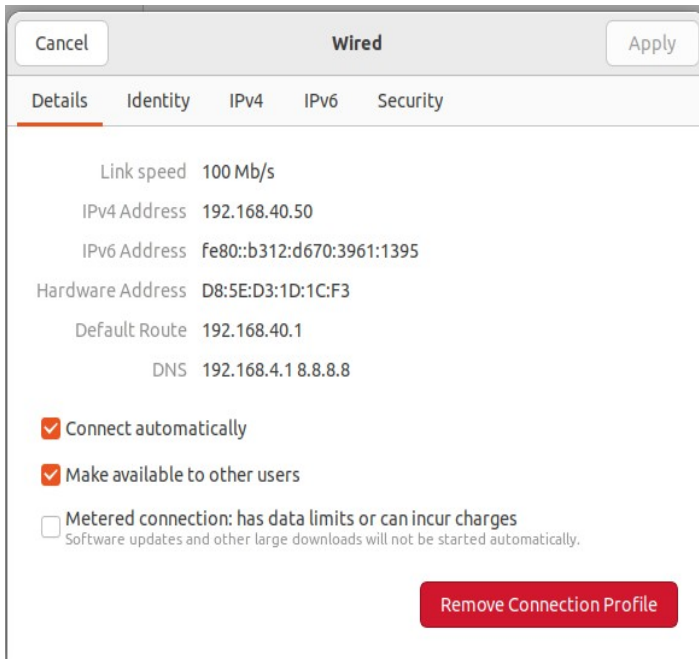 Cancel Wired Apply
Details Identity IPv4 IPv6 Security
Link speed 100 Mb/s
IPv4 Address 192.168.40.50
IPv6 Address fe80::b312:d670:3961:1395
Hardware Address D8:5E:D3:1D:1C:F3
Default Route 192.168.40.1
DNS 192.168.4.1 8.8.8.8
Connect automatically
Make available to other users
Metered connection: has data limits or can incur charges
Software updates and other large downloads will not be started automatically.
Remove Connection Profile